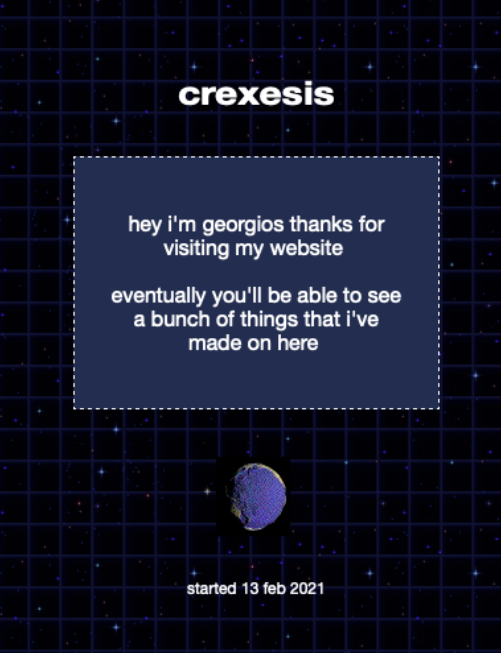 crexesis
hey i'm georgios thanks for
visiting my website
eventually you'll be able to see
a bunch of things that i've
made on here
started 13 feb 2021